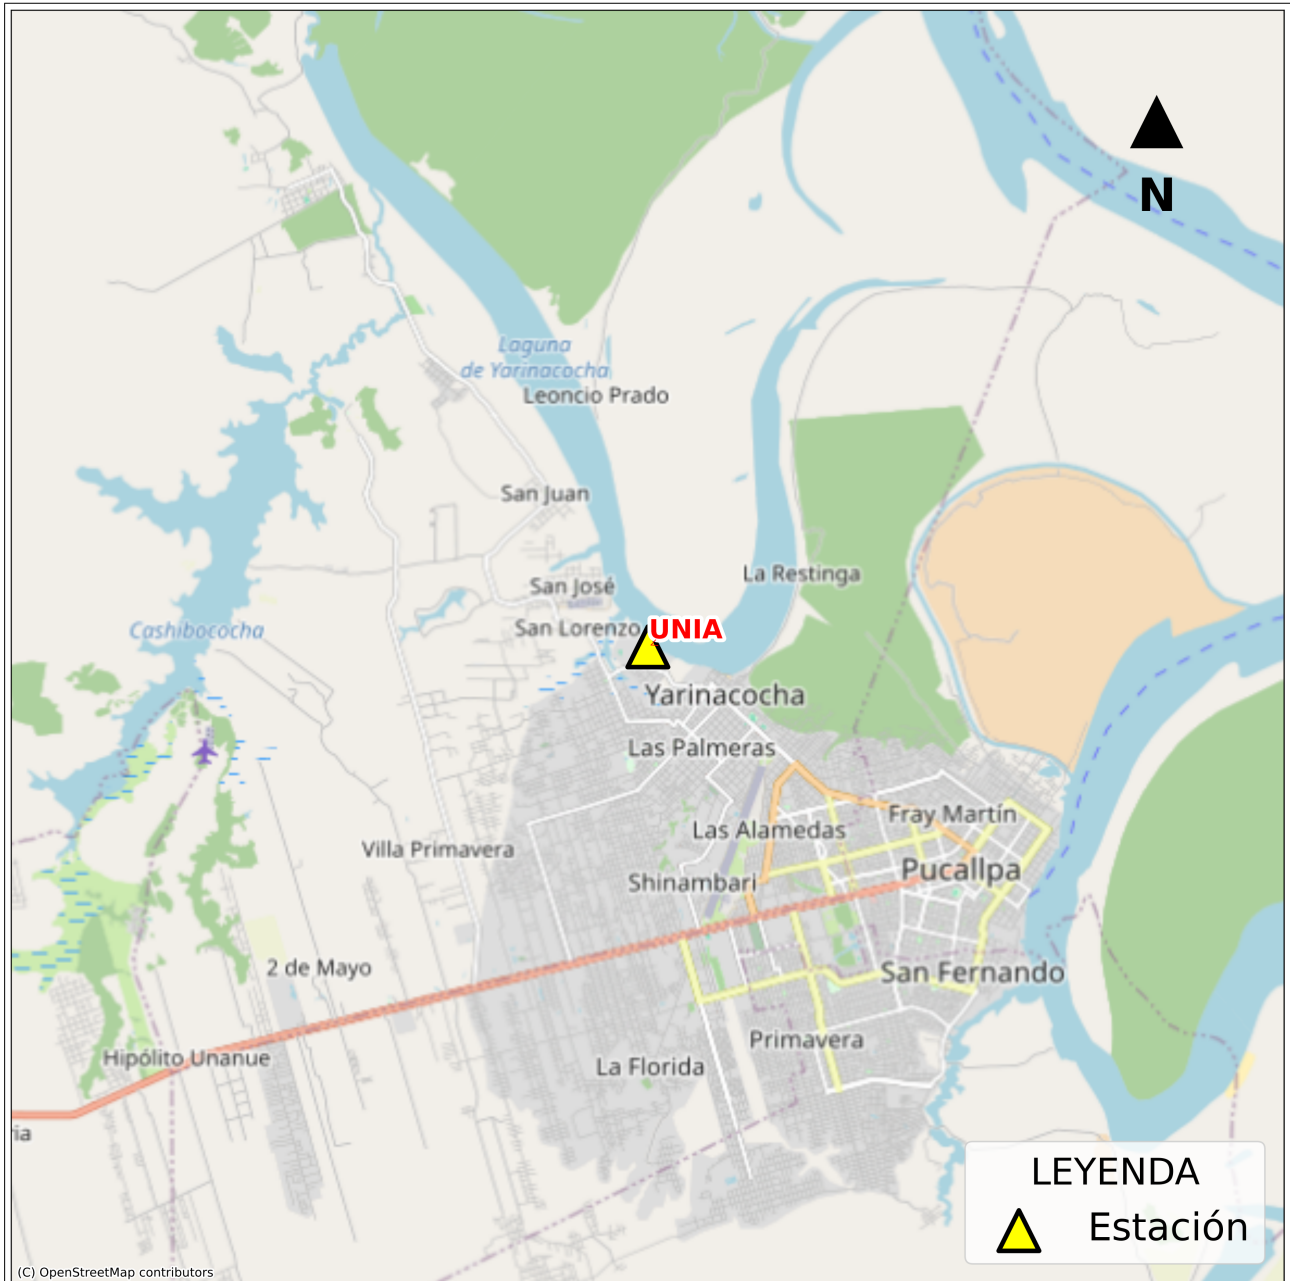 N
Laguna
de Yarinacocha
Leoncio Prado
San Juan
La Restinga
San José
San Lorenzo
UNIA
Cashibococha
Yarinacocha
Las Palmeras
Fray Martín
Las Alamedas
Villa Primavera
Pucallpa
Shinambari
2 de Mayo
San Fernando
Primavera
Hipólito Unanue
La Florida
ia
LEYENDA
Estación
(C) OpenStreetMap contributors